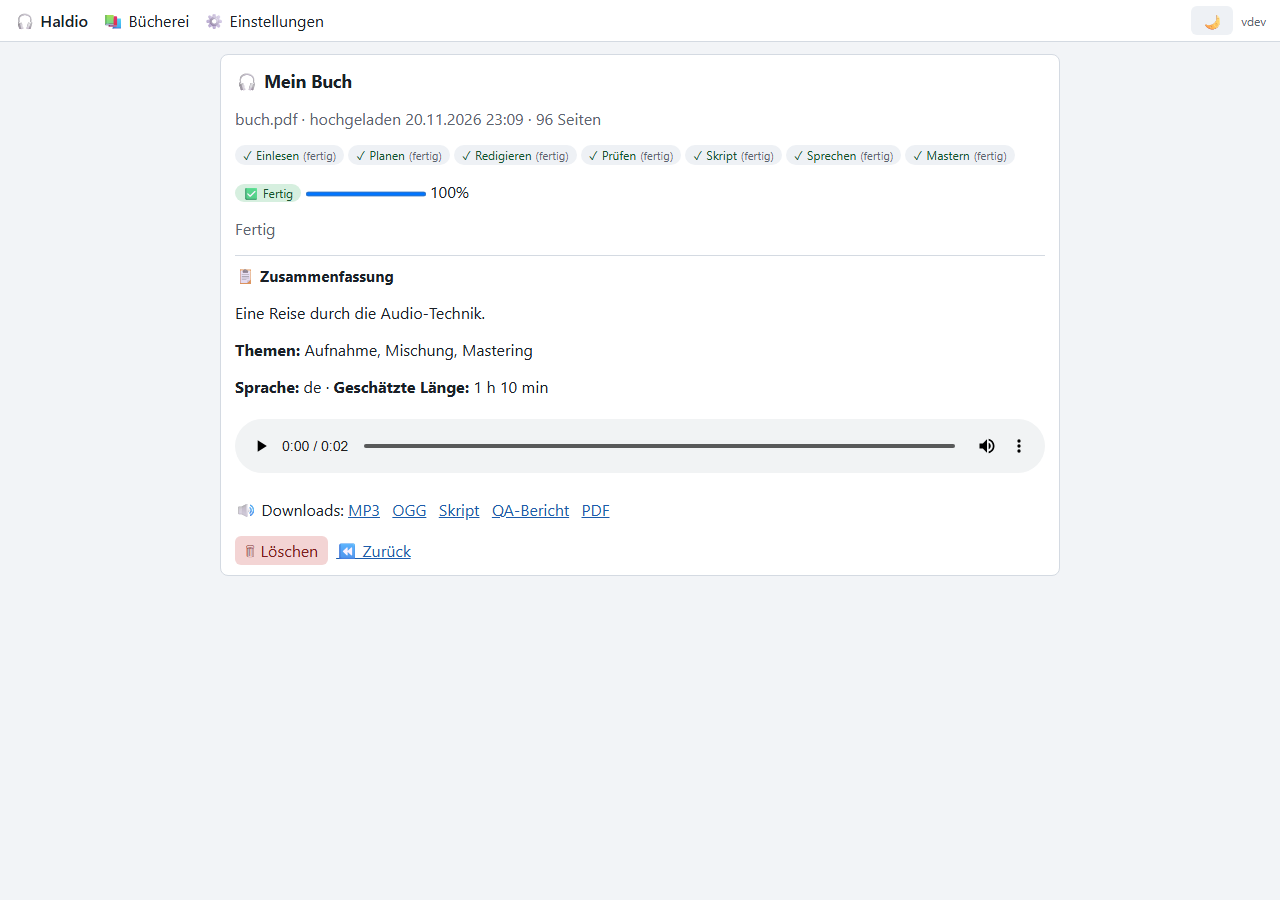 Haldio Bücherei Einstellungen vdev
Mein Buch
buch.pdf · hochgeladen 20.11.2026 23:09 · 96 Seiten
✓ Einlesen (fertig) ✓ Planen (fertig) ✓ Redigieren (fertig) ✓ Prüfen (fertig) ✓ Skript (fertig) ✓ Sprechen (fertig) ✓ Mastern (fertig)
Fertig 100%
Fertig
Zusammenfassung
Eine Reise durch die Audio-Technik.
Themen: Aufnahme, Mischung, Mastering
Sprache: de · Geschätzte Länge: 1 h 10 min
0:00 / 0:02
Downloads: MP3 OGG Skript QA-Bericht PDF
Löschen Zurück